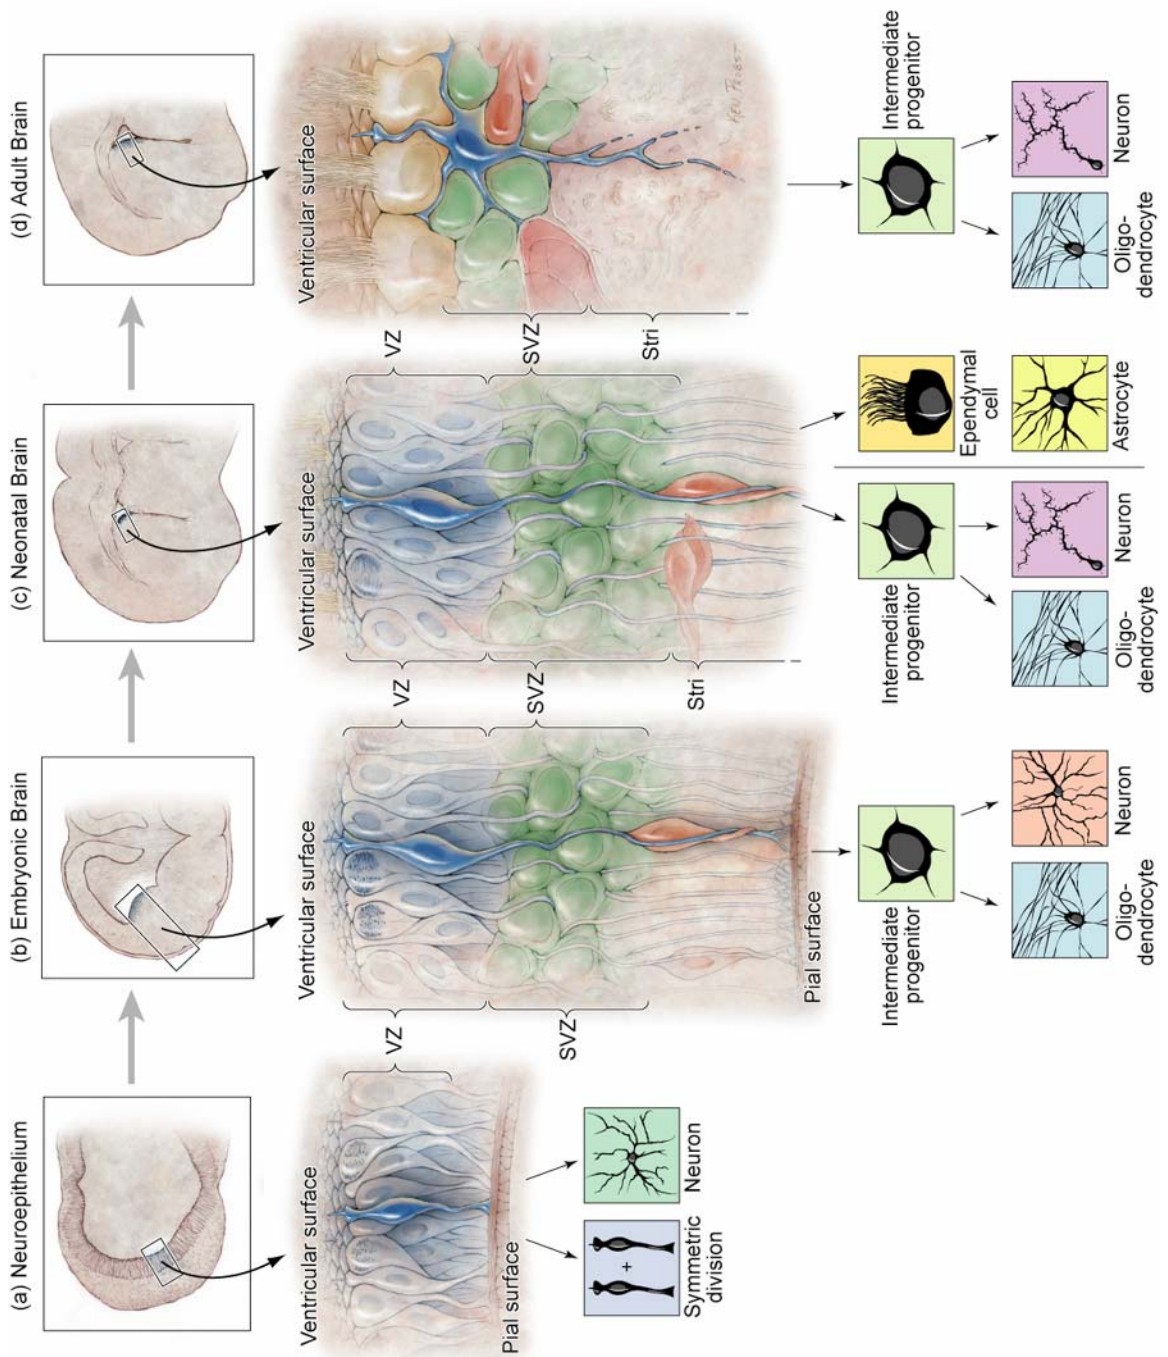 (a) Neuroepithelium
Ventricular surface
VZ
Pial surface
Symmetric
division
+
Neuron
(b) Embryonic Brain
Ventricular surface
VZ
SVZ
Pial surface
Intermediate
progenitor
Oligo-
dendrocyte
Neuron
(c) Neonatal Brain
Ventricular surface
VZ
SVZ
Stri
Intermediate
progenitor
Oligo-
dendrocyte
Neuron
Ependymal
cell
Astrocyte
(d) Adult Brain
Ventricular surface
VZ
SVZ
Stri
KEN PROBST
Intermediate
progenitor
Oligo-
dendrocyte
Neuron